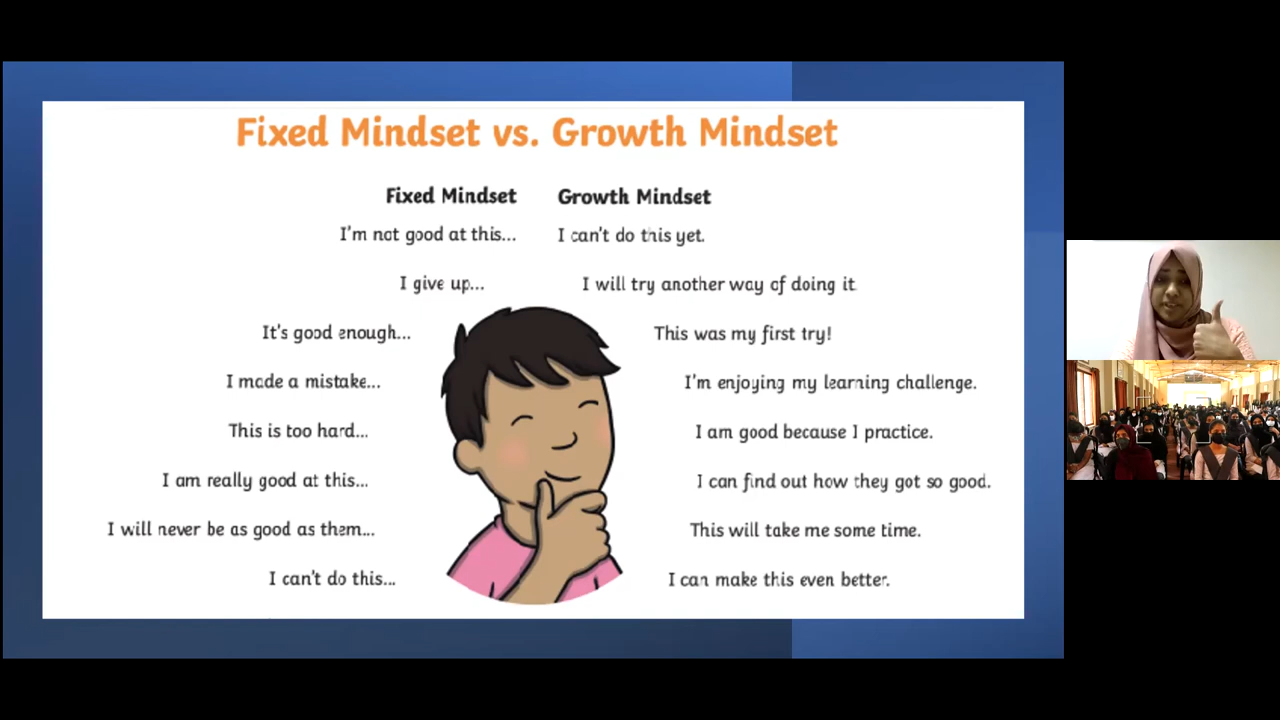 Fixed Mindset vs. Growth Mindset
Fixed Mindset Growth Mindset
I'm not good at this... I can't do this yet.
I give up... I will try another way of doing it
It's good enough... This was my first try!
I made a mistake... I'm enjoying my learning challenge.
This is too hard... I am good because I practice.
I am really good at this... I can find out how they got so good.
I will never be as good as them... This will take me some time.
I can't do this... I can make this even better.